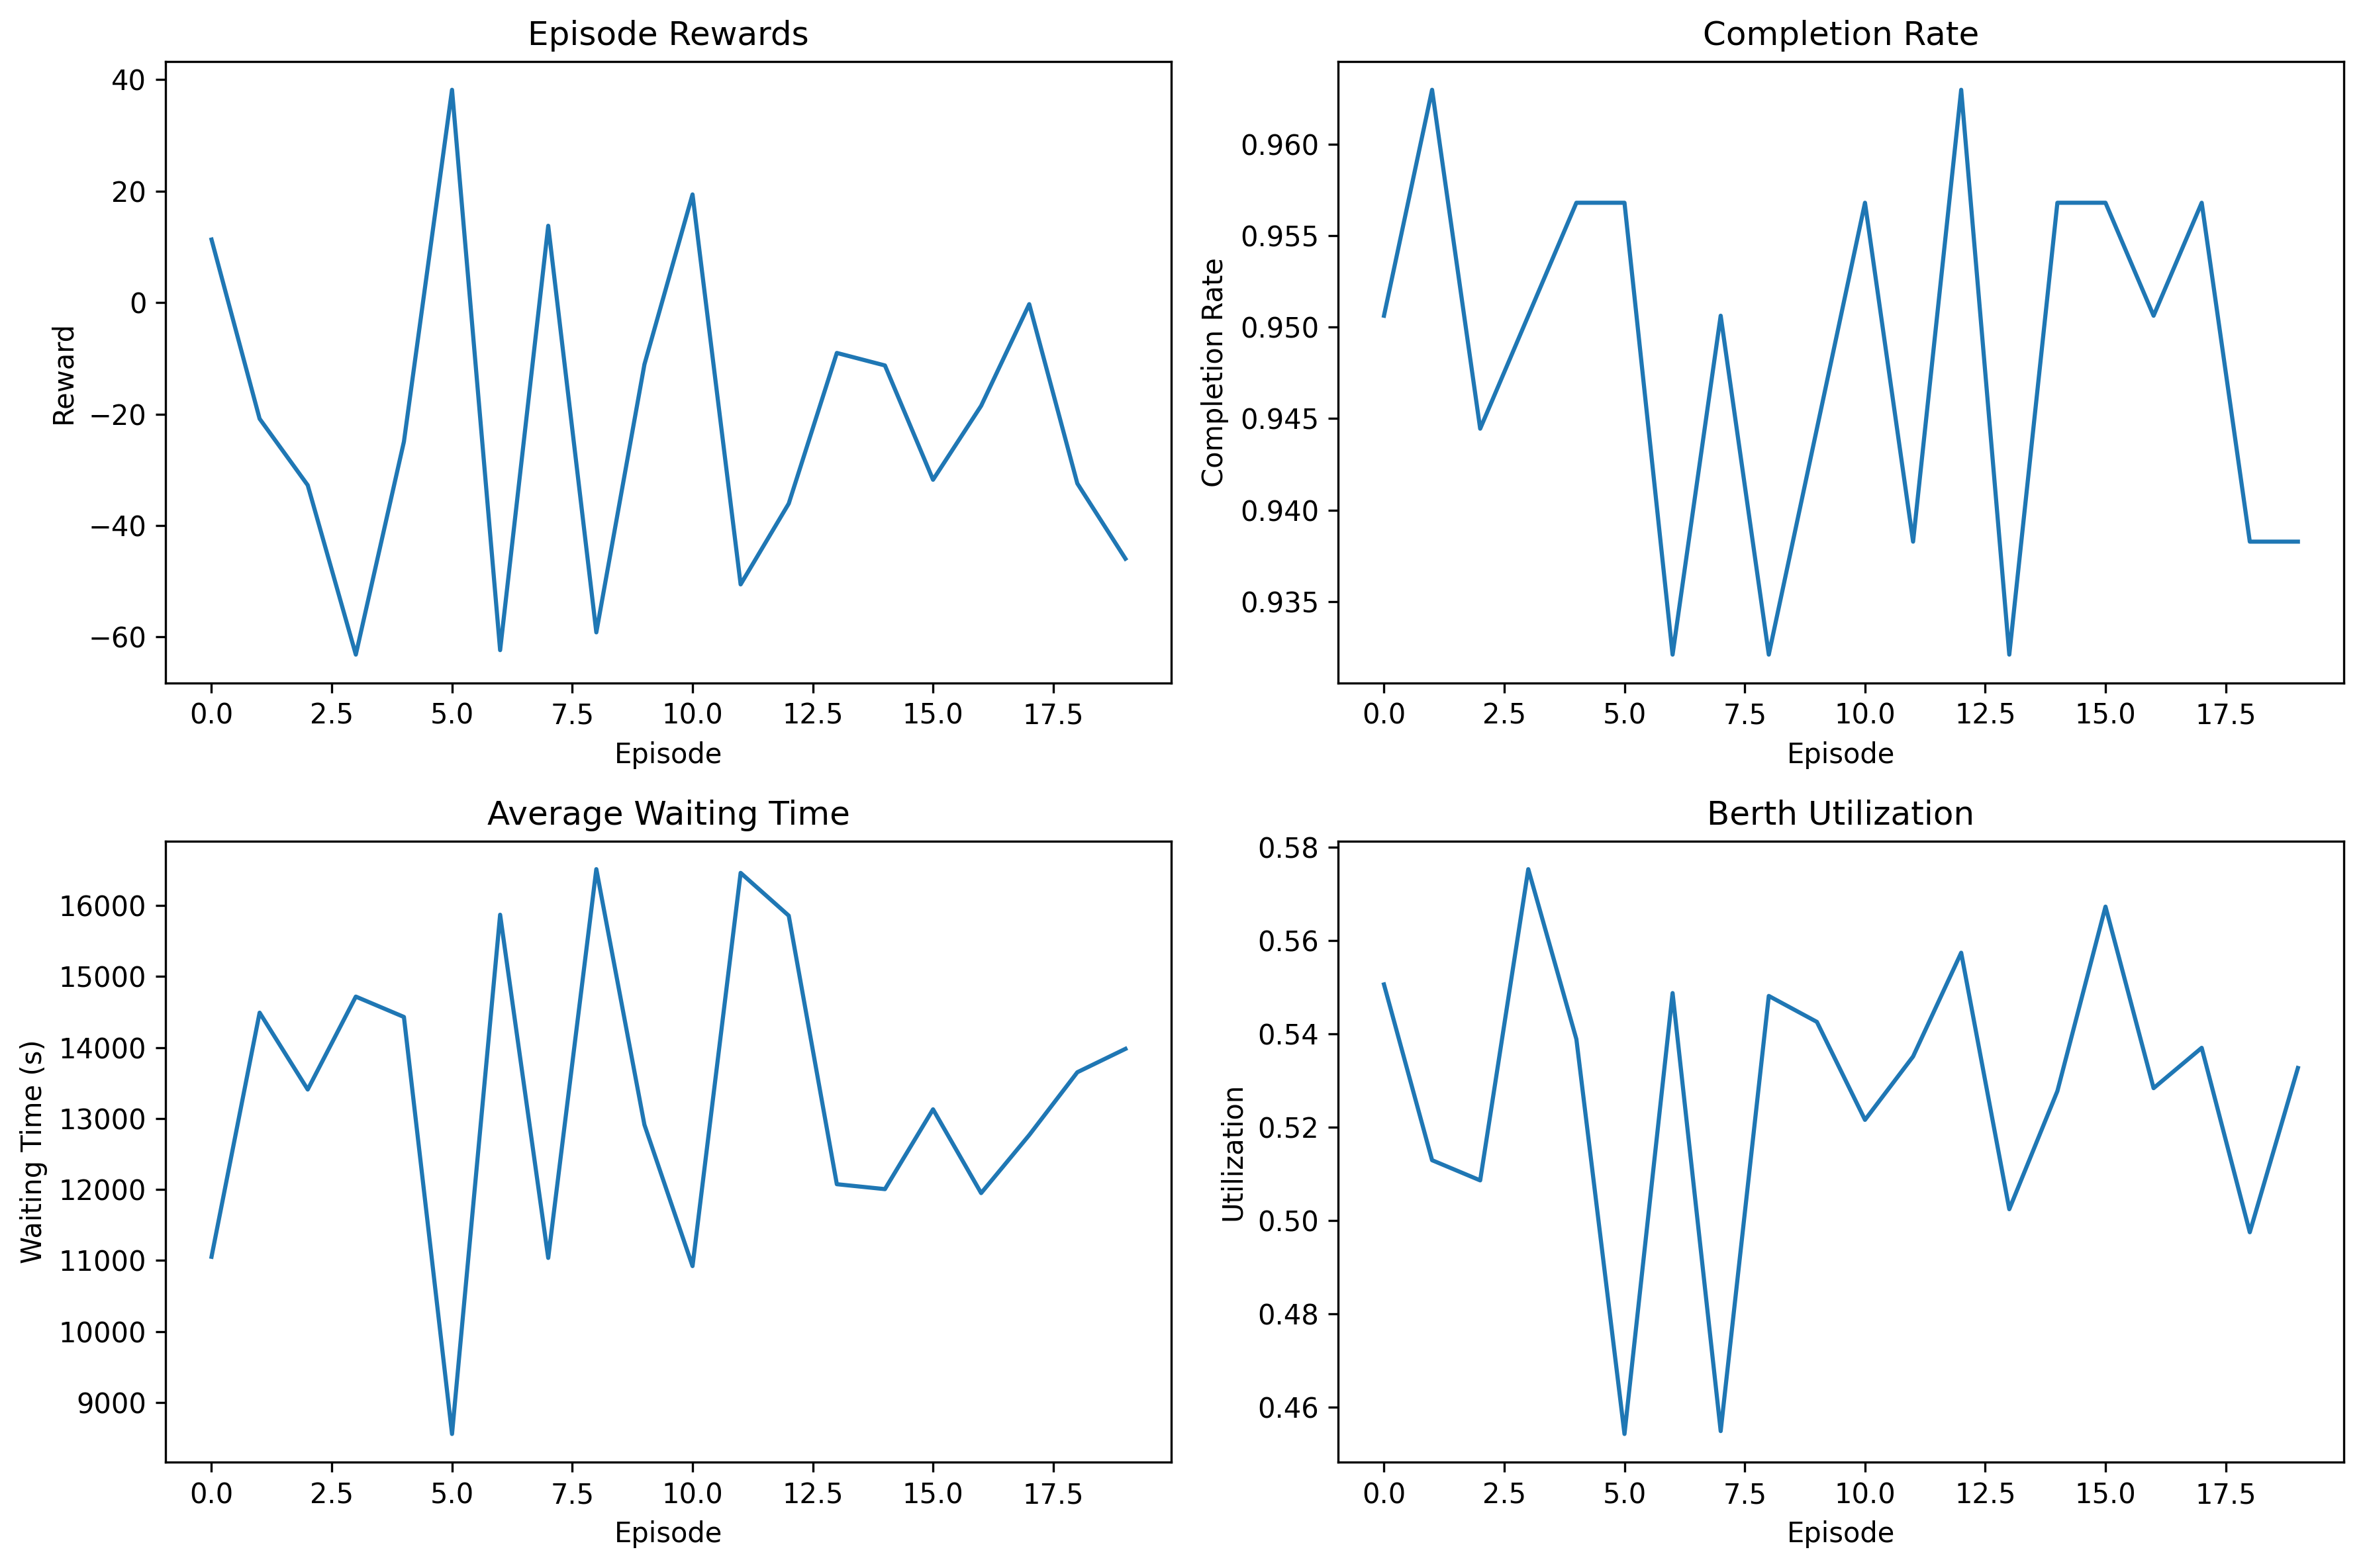 Episode Rewards
40
20
0
−20
−40
−60
Reward
0.0 2.5 5.0 7.5 10.0 12.5 15.0 17.5
Episode
Completion Rate
0.960
0.955
0.950
0.945
0.940
0.935
Completion Rate
0.0 2.5 5.0 7.5 10.0 12.5 15.0 17.5
Episode
Average Waiting Time
16000
15000
14000
13000
12000
11000
10000
9000
Waiting Time (s)
0.0 2.5 5.0 7.5 10.0 12.5 15.0 17.5
Episode
Berth Utilization
0.58
0.56
0.54
0.52
0.50
0.48
0.46
Utilization
0.0 2.5 5.0 7.5 10.0 12.5 15.0 17.5
Episode